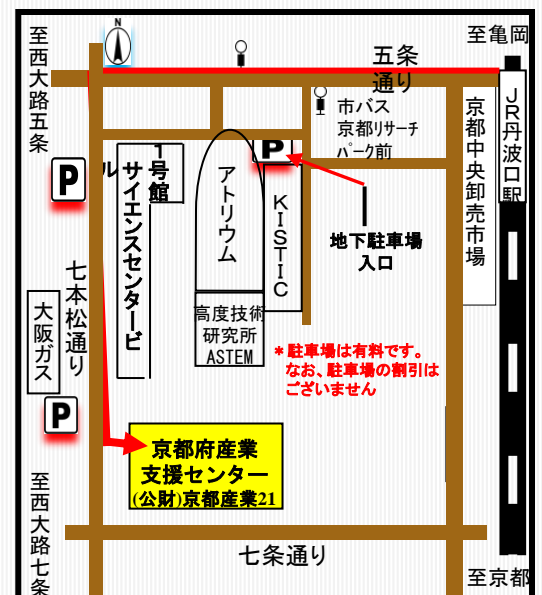 N
至亀岡
至西大路五条
五条
通り
市バス
京都リサーチ
パーク前
JR丹波口駅
京都中央卸売市場
P
1号館
サイエンスセンタービ
ル
アトリウム
P
KISTIC
地下駐車場
入口
七本松通り
大阪ガス
高度技術
研究所
ASTEM
*駐車場は有料です。
なお、駐車場の割引は
ございません
P
京都府産業
支援センター
(公財)京都産業21
至西大路七条
七条通り
至京都